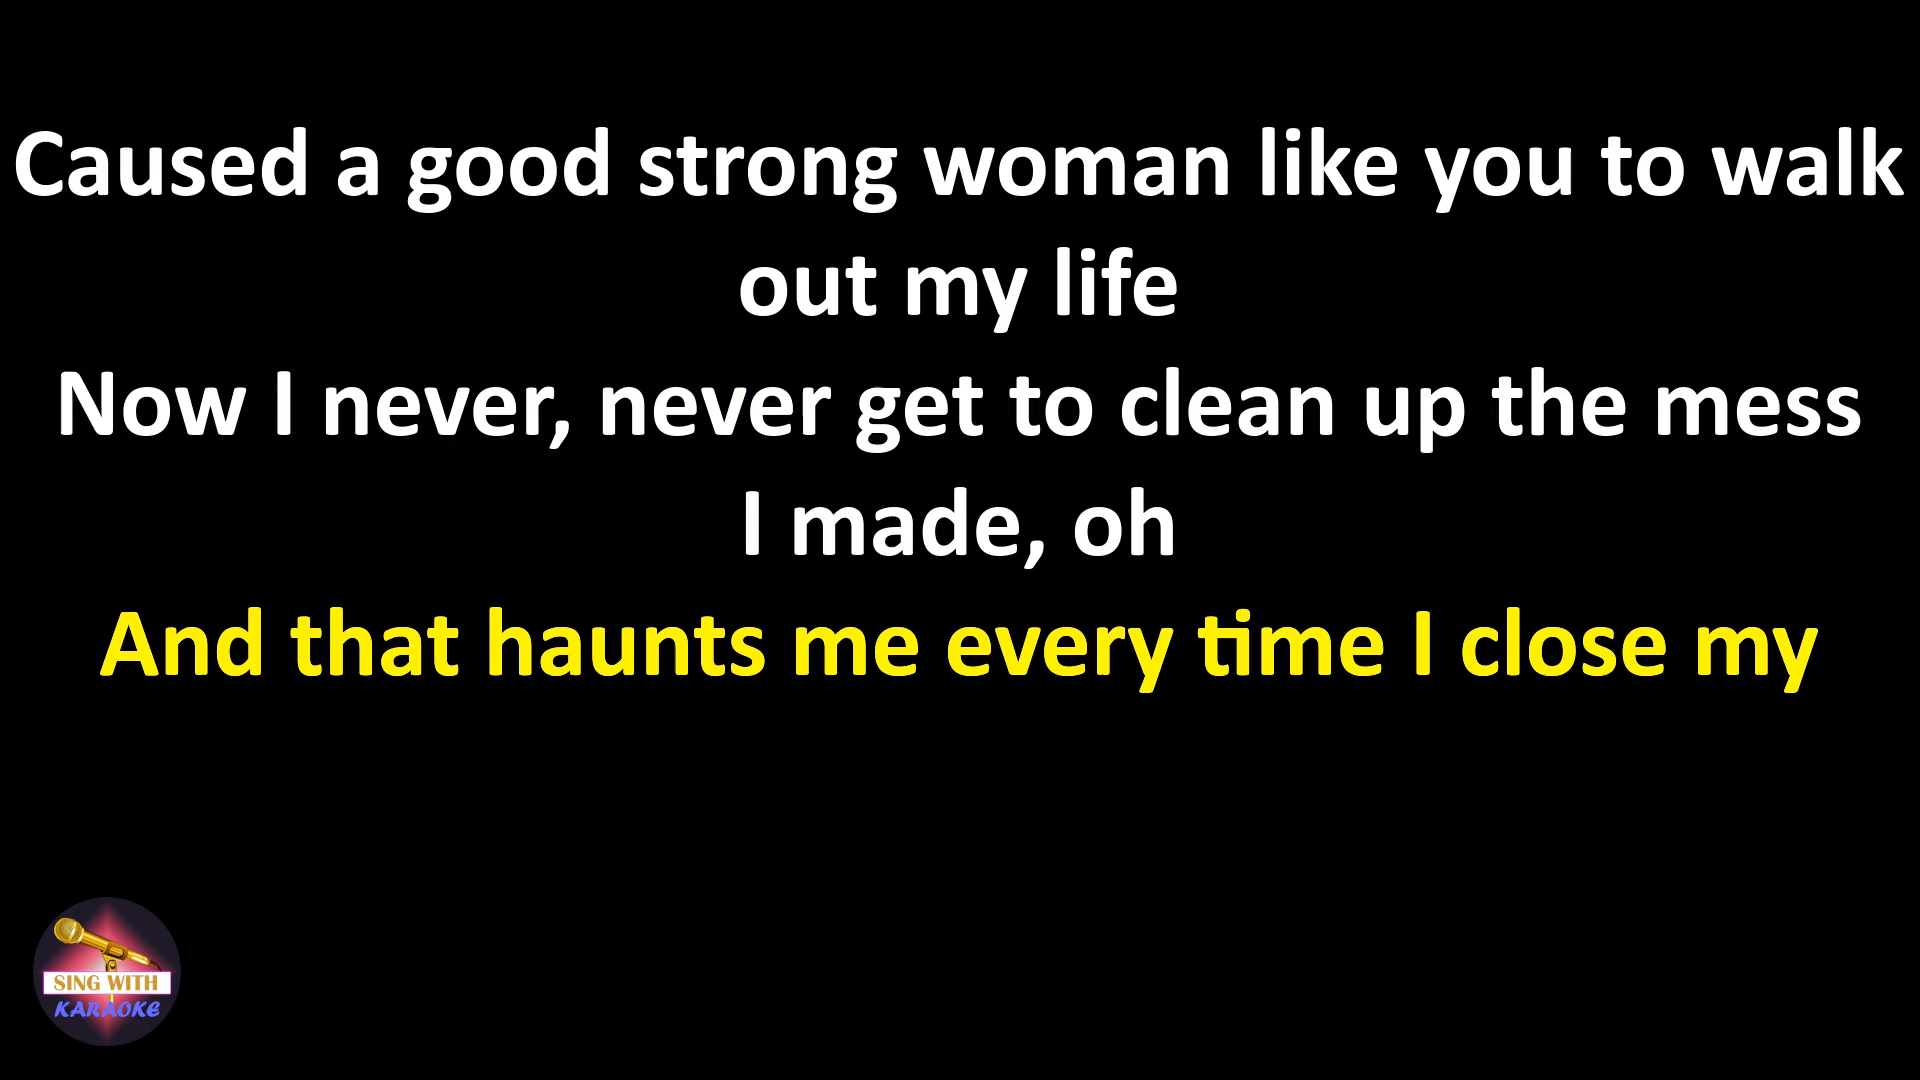 Caused a good strong woman like you to walk
out my life
Now I never, never get to clean up the mess
I made, oh
And that haunts me every time I close my
SING WITH
KARAOKE